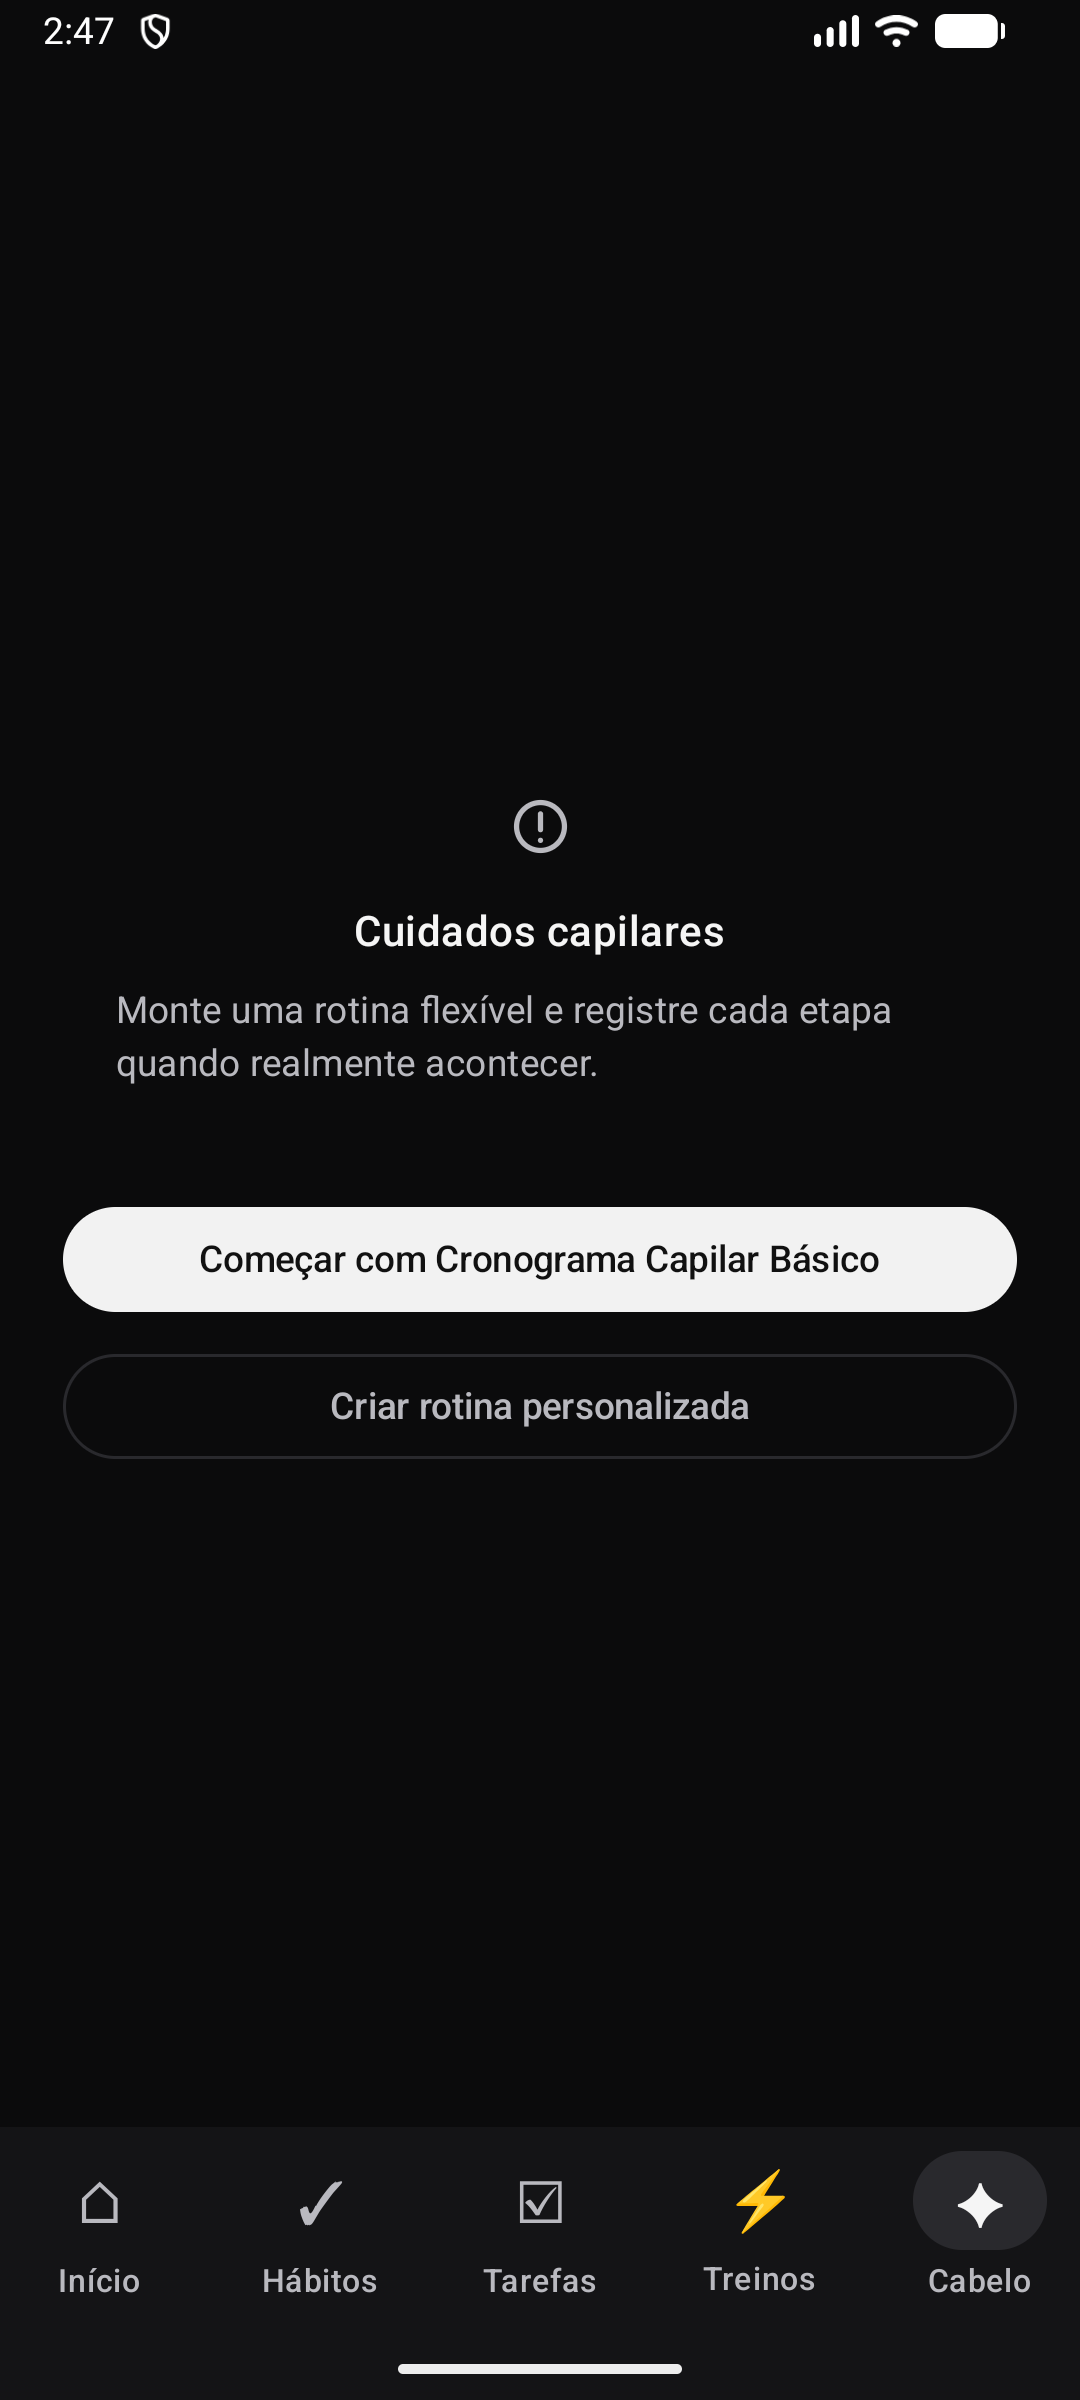 2:47
Cuidados capilares
Monte uma rotina flexível e registre cada etapa
quando realmente acontecer.
Começar com Cronograma Capilar Básico
Criar rotina personalizada
Início
Hábitos
Tarefas
Treinos
Cabelo